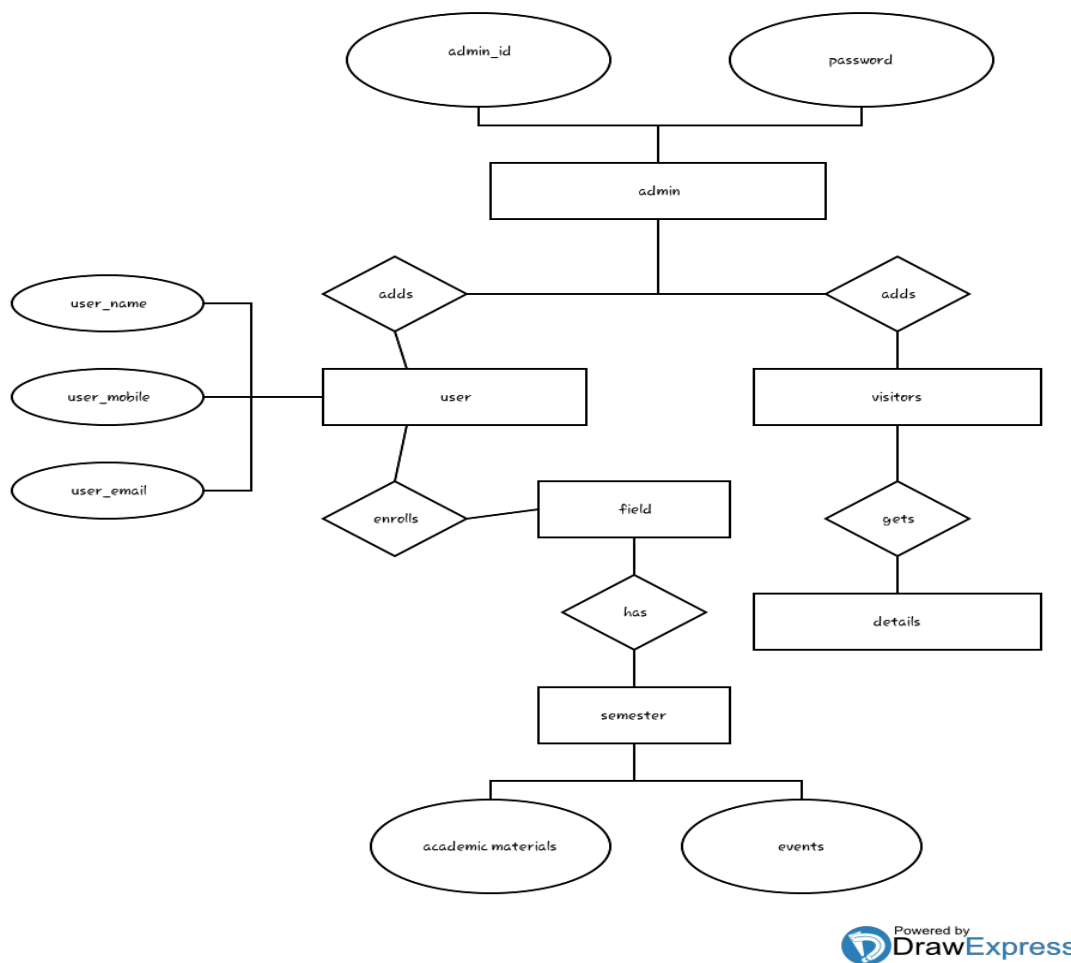 admin_id
password
admin
adds
adds
user_name
user_mobile
user_email
user
visitors
enrolls
field
gets
has
details
semester
academic materials
events
Powered by
DrawExpress